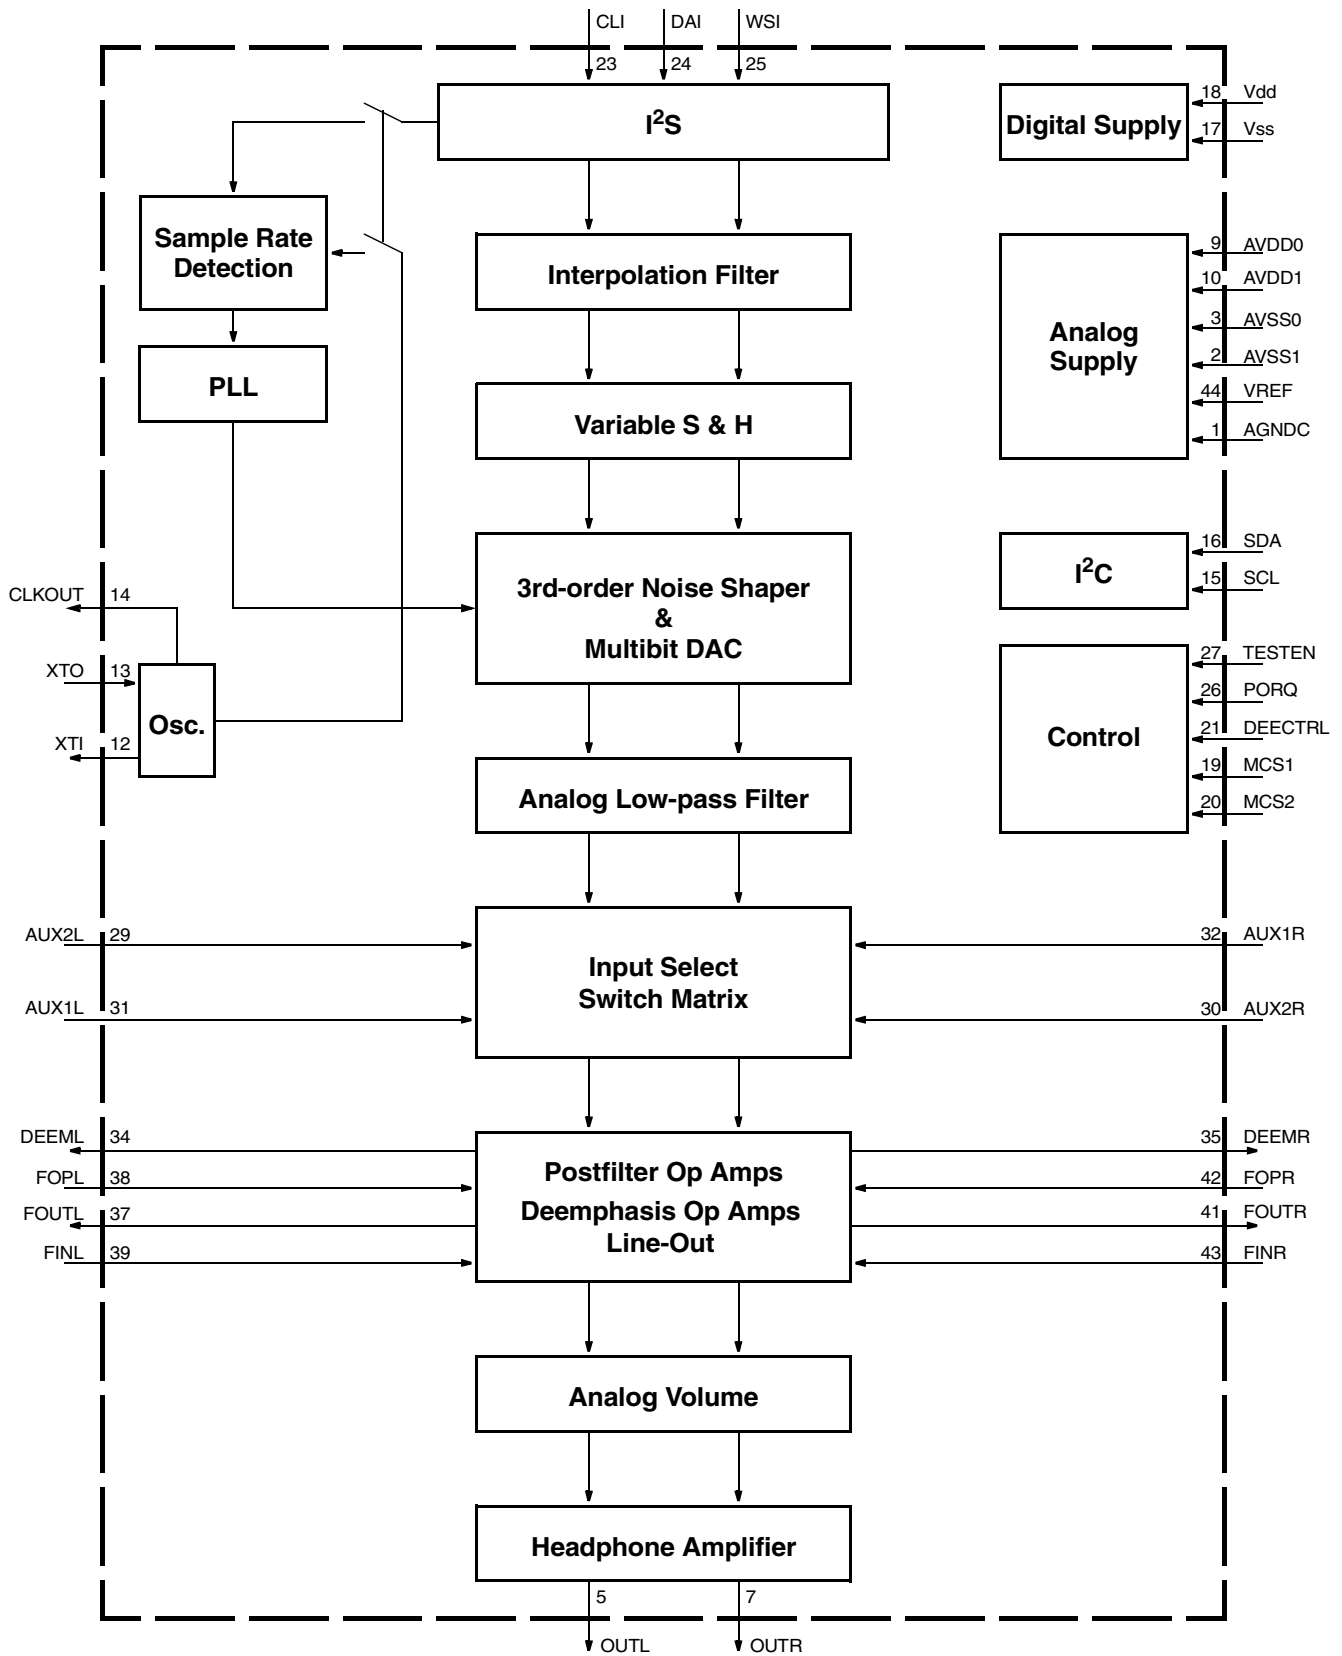 CLI DAI WSI
23 24 25
I²S
Digital Supply
18 Vdd
17 Vss
Sample Rate
Detection
Interpolation Filter
Analog
Supply
9 AVDD0
10 AVDD1
3 AVSS0
2 AVSS1
44 VREF
1 AGNDC
PLL
Variable S & H
I²C
16 SDA
15 SCL
3rd-order Noise Shaper
&
Multibit DAC
CLKOUT 14
XTO 13
XTI 12
Osc.
Control
27 TESTEN
26 PORQ
21 DEECTRL
19 MCS1
20 MCS2
Analog Low-pass Filter
AUX2L 29
AUX1L 31
Input Select
Switch Matrix
32 AUX1R
30 AUX2R
DEEML 34
FOPL 38
FOUTL 37
FINL 39
Postfilter Op Amps
Deemphasis Op Amps
Line-Out
35 DEEMR
42 FOPR
41 FOUTR
43 FINR
Analog Volume
Headphone Amplifier
5 7
OUTL OUTR